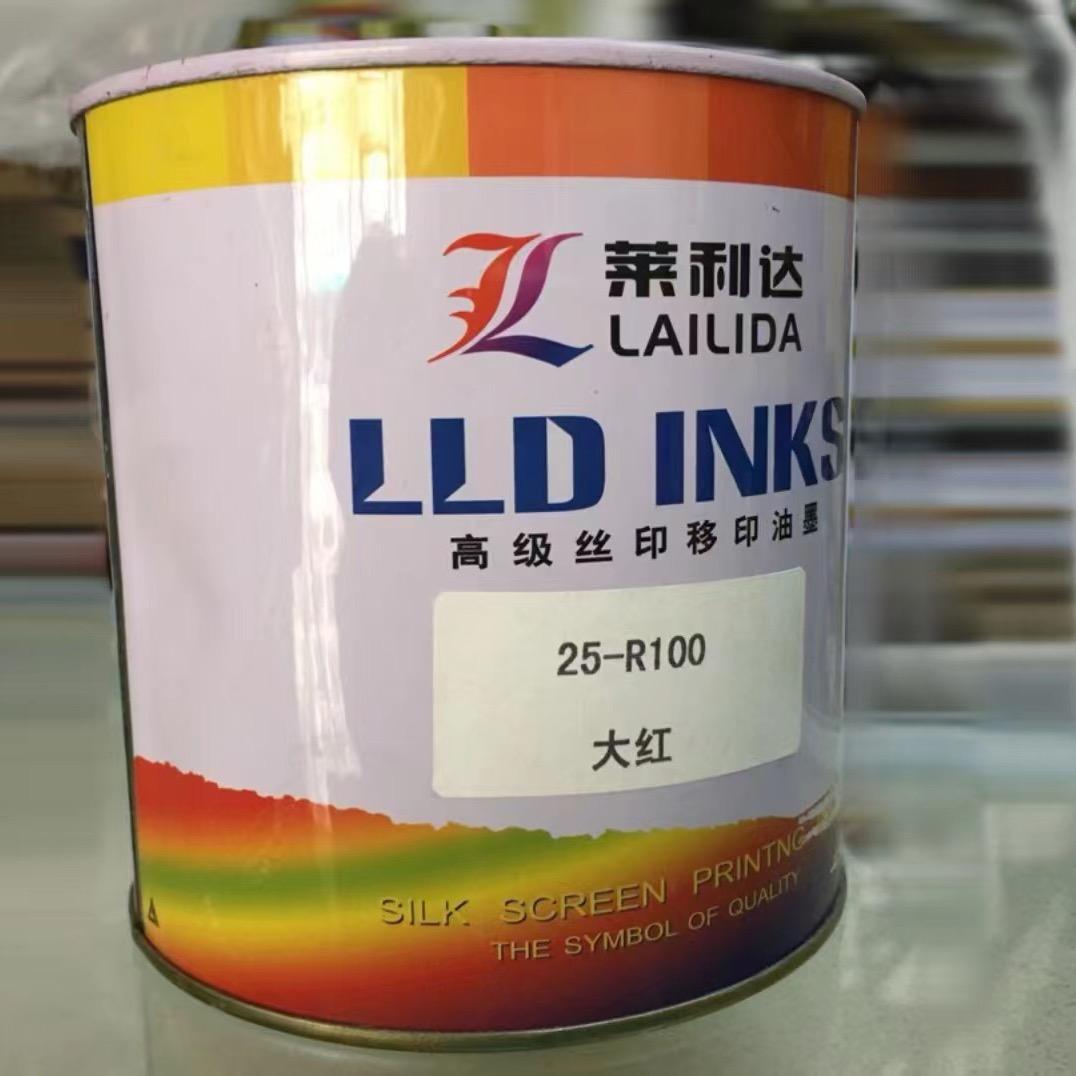 莱利达
LAILIDA
LLD INKS
高级丝印移印油墨
25-R100
大红
SILK SCREEN PRINTNG
THE SYMBOL OF QUALITY